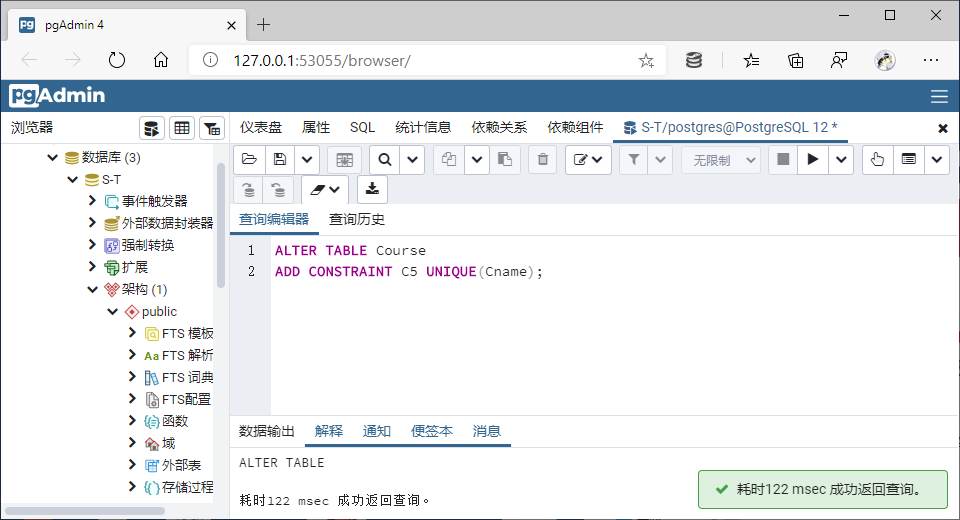 pgAdmin 4
127.0.0.1:53055/browser/
pgAdmin
浏览器
仪表盘 属性 SQL 统计信息 依赖关系 依赖组件 S-T/postgres@PostgreSQL 12 *
数据库 (3)
S-T
事件触发器
外部数据封装器
强制转换
扩展
架构 (1)
public
FTS 模板
FTS 解析
FTS 词典
FTS配置
函数
域
外部表
存储过程
无限制
查询编辑器 查询历史
1 ALTER TABLE Course
2 ADD CONSTRAINT C5 UNIQUE(Cname);
数据输出 解释 通知 便签本 消息
ALTER TABLE
耗时122 msec 成功返回查询。
耗时122 msec 成功返回查询。